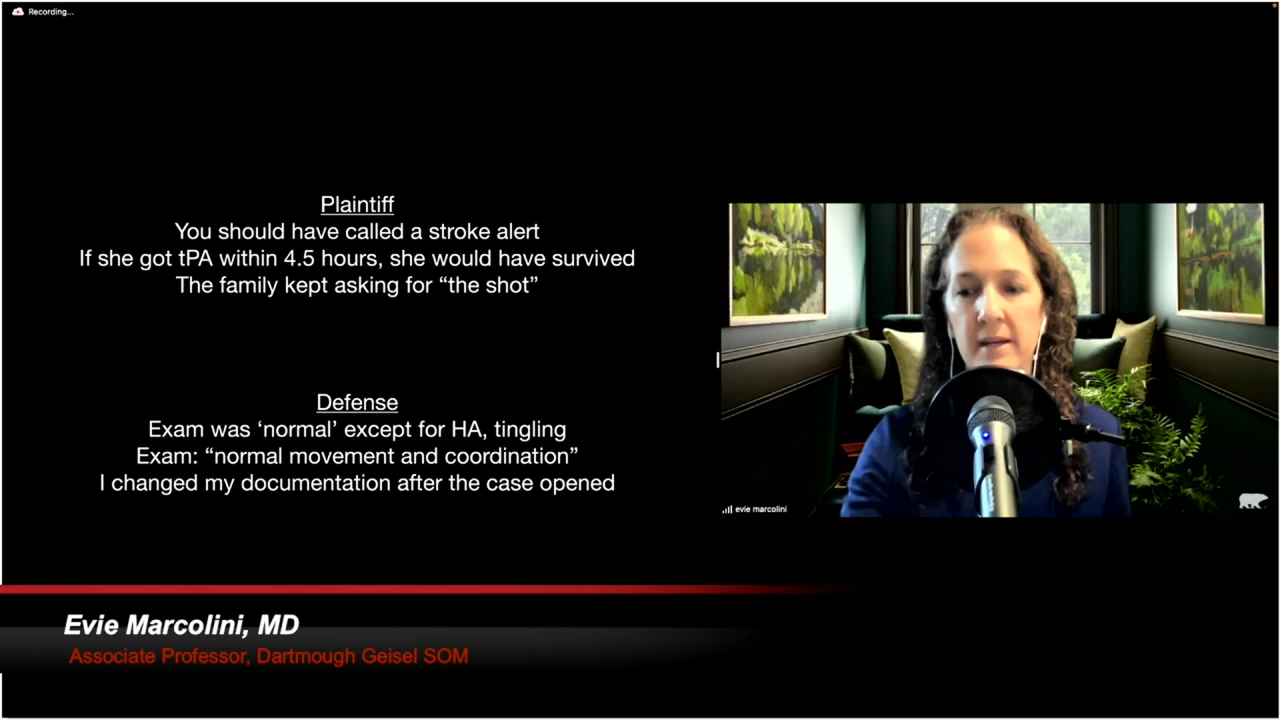 Recording...
Plaintiff
You should have called a stroke alert
If she got tPA within 4.5 hours, she would have survived
The family kept asking for “the shot”
Defense
Exam was ‘normal’ except for HA, tingling
Exam: “normal movement and coordination”
I changed my documentation after the case opened
evie marcolini
Evie Marcolini, MD
Associate Professor, Dartmough Geisel SOM